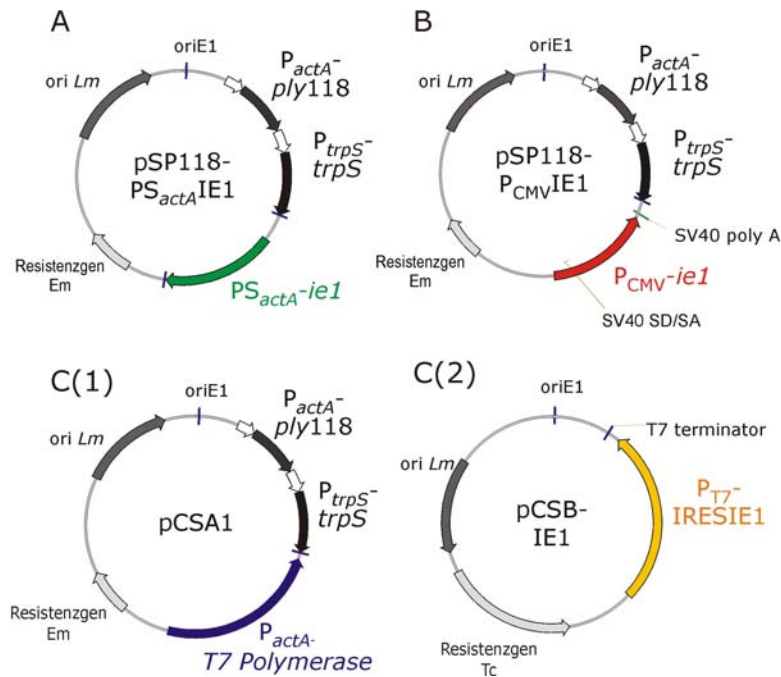 A
oriE1
PactA-
ply118
ori Lm
PtrpS-
trpS
pSP118-
PSactAIE1
Resistenzgen
Em
PSactA-ie1
B
oriE1
PactA-
ply118
ori Lm
PtrpS-
trpS
pSP118-
PCMVIE1
SV40 poly A
Resistenzgen
Em
PCMV-ie1
SV40 SD/SA
C(1)
oriE1
PactA-
ply118
ori Lm
PtrpS-
trpS
pCSA1
Resistenzgen
Em
PactA-
T7 Polymerase
C(2)
oriE1
T7 terminator
ori Lm
PT7-
IRESIE1
pCSB-
IE1
Resistenzgen
Tc